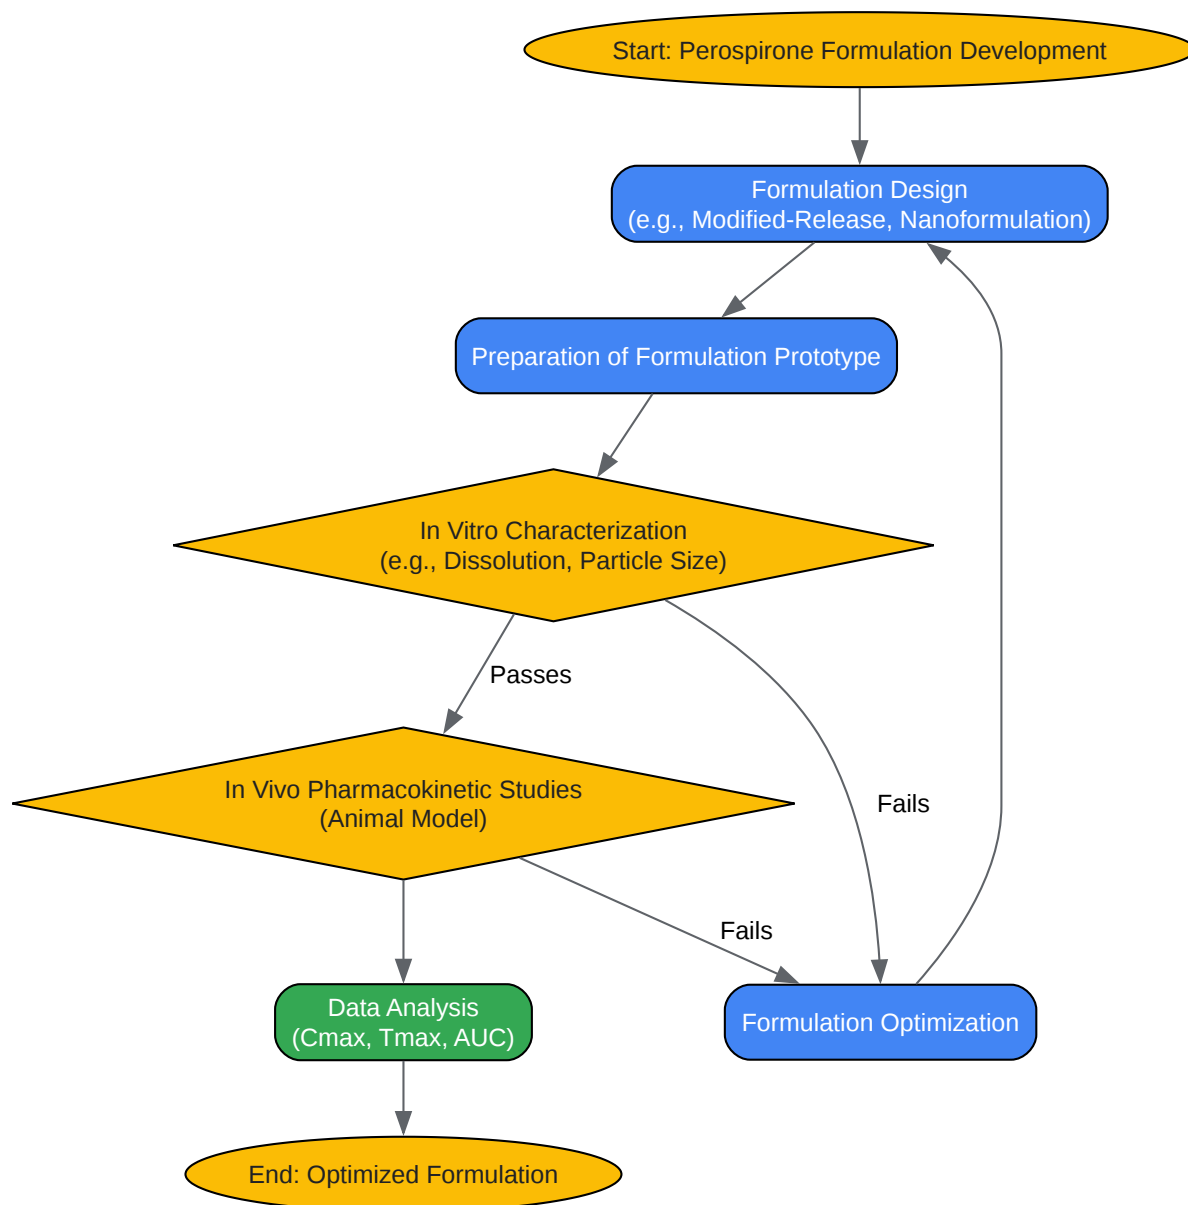 Start: Perospirone Formulation Development
Formulation Design
(e.g., Modified-Release, Nanoformulation)
Preparation of Formulation Prototype
In Vitro Characterization
(e.g., Dissolution, Particle Size)
Passes
In Vivo Pharmacokinetic Studies
(Animal Model)
Fails
Fails
Data Analysis
(Cmax, Tmax, AUC)
Formulation Optimization
End: Optimized Formulation